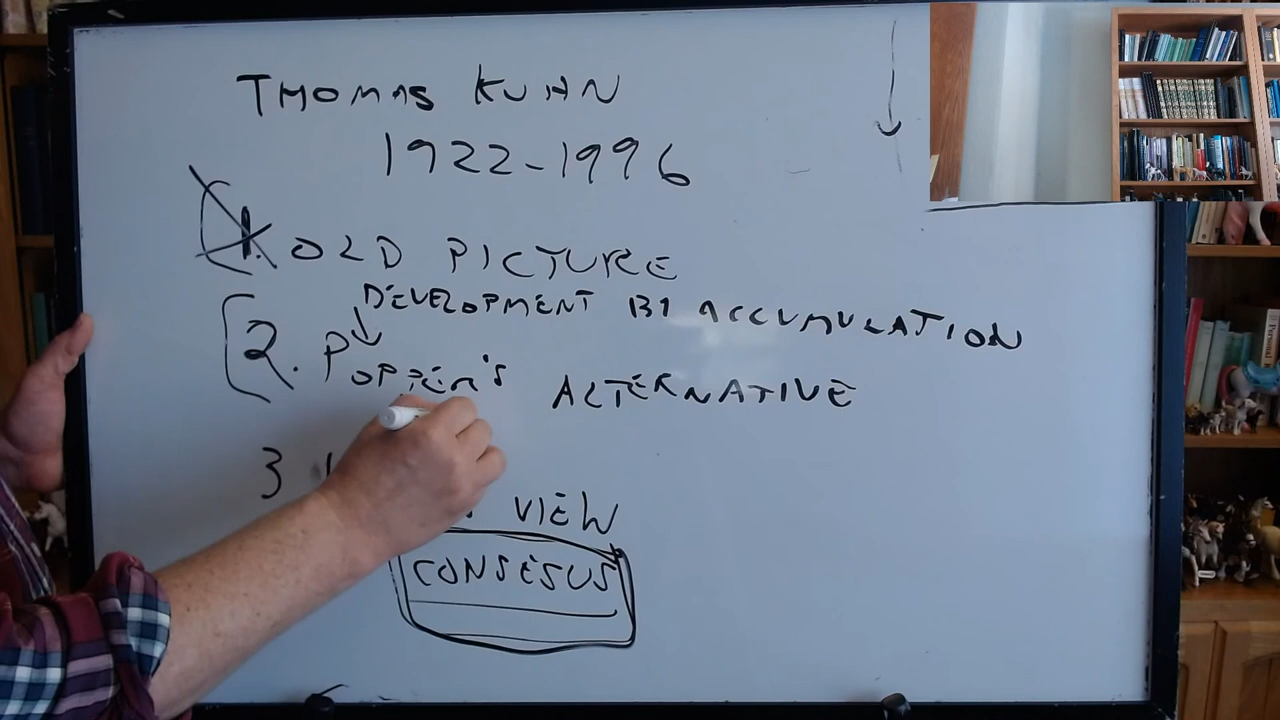 THOMAS KUHN
1922-1996
1. OLD PICTURE
DEVELOPMENT BY ACCUMULATION
2. POPPER'S ALTERNATIVE
3
VIEW
CONSESUS